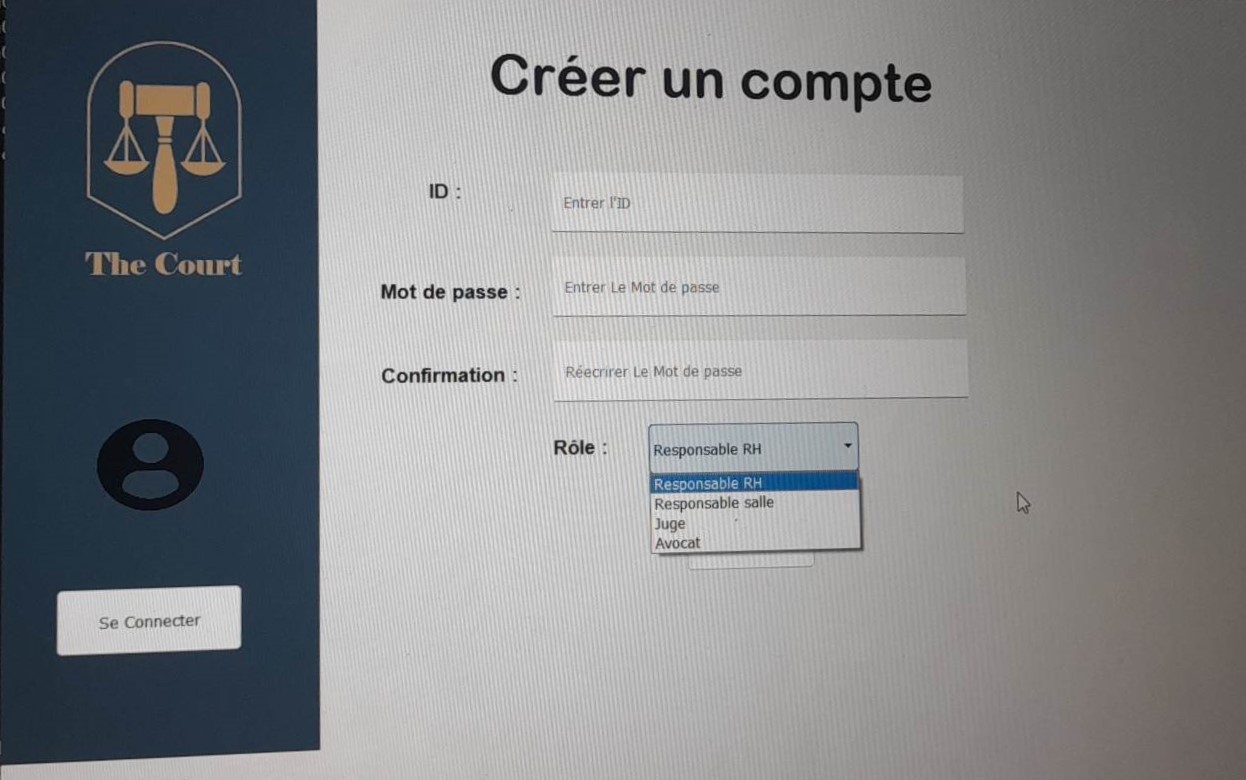 Créer un compte
The Court
ID :
Entrer l'ID
Mot de passe :
Entrer Le Mot de passe
Confirmation :
Réecrirer Le Mot de passe
Rôle :
Responsable RH
Responsable RH
Responsable salle
Juge
Avocat
Se Connecter